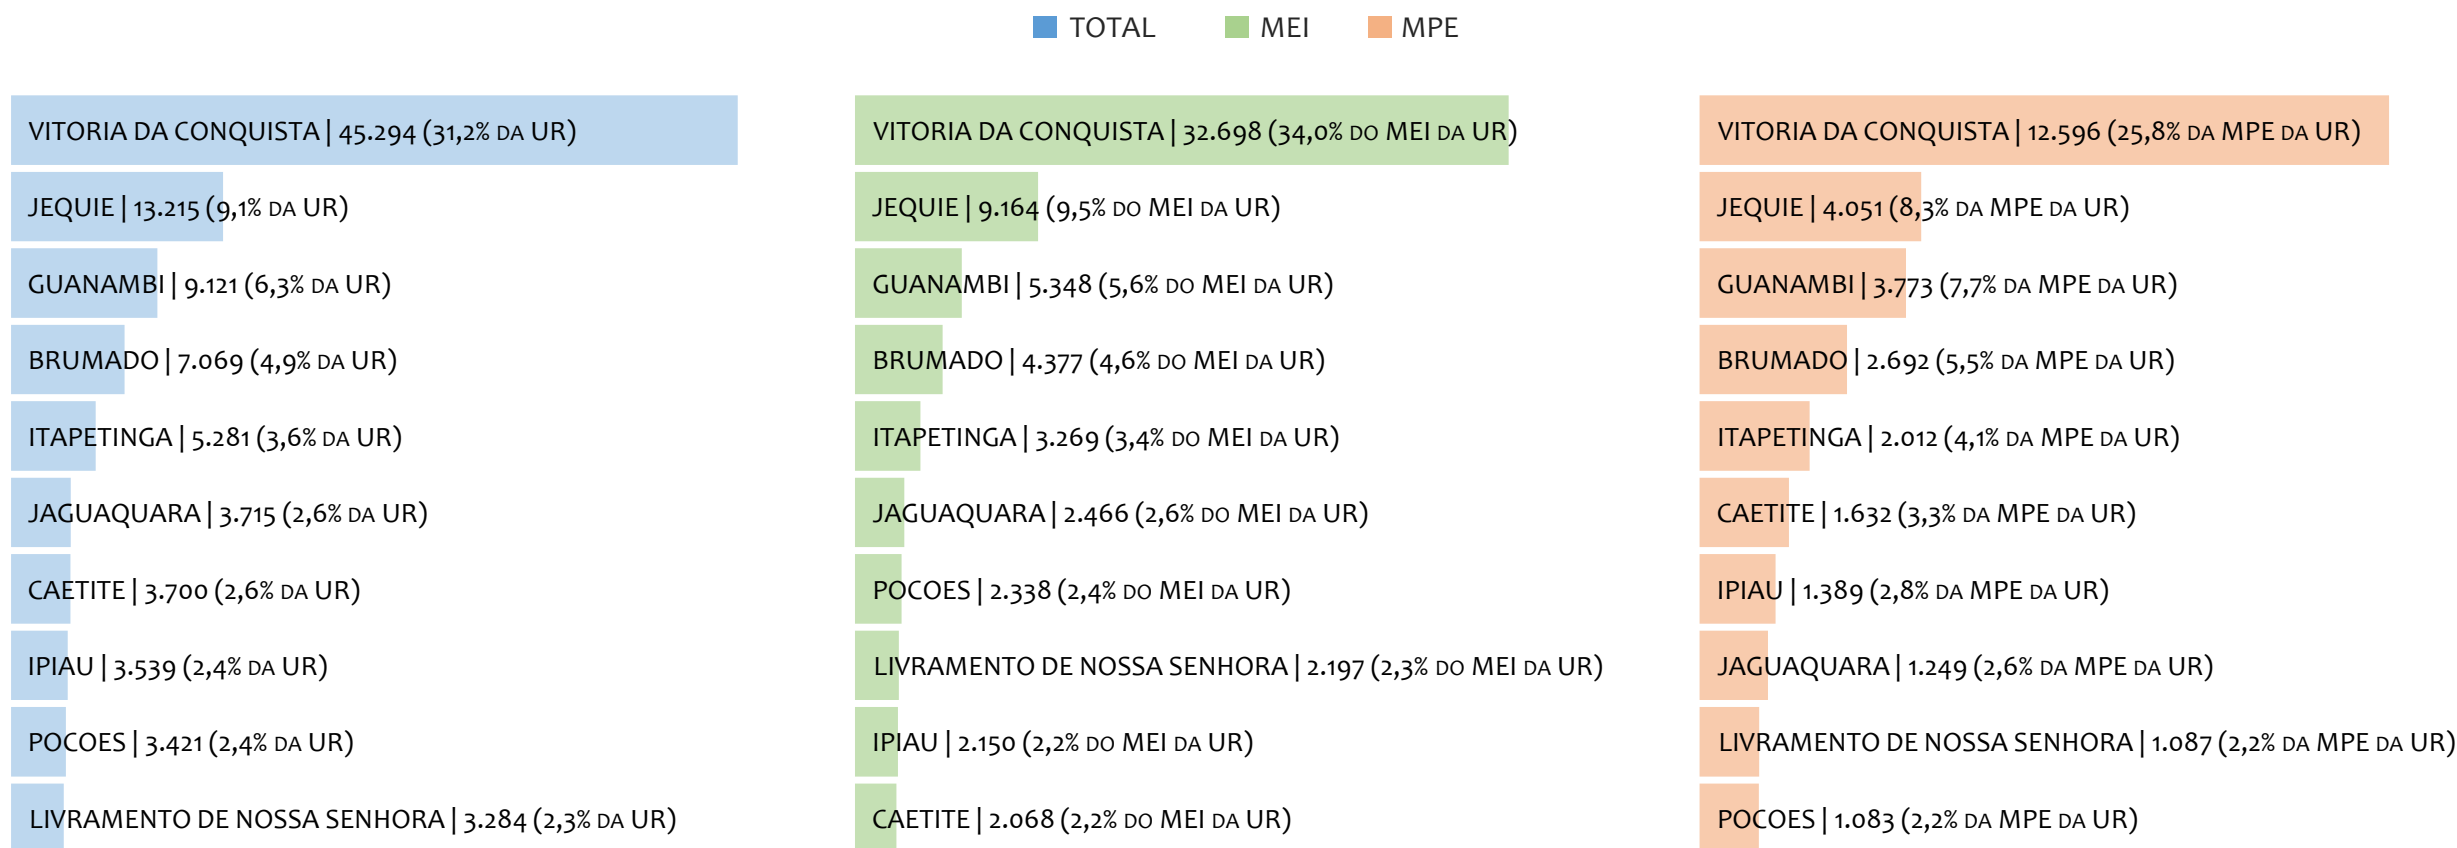 TOTAL MEI MPE
VITORIA DA CONQUISTA | 45.294 (31,2% DA UR)
JEQUIE | 13.215 (9,1% DA UR)
GUANAMBI | 9.121 (6,3% DA UR)
BRUMADO | 7.069 (4,9% DA UR)
ITAPETINGA | 5.281 (3,6% DA UR)
JAGUAQUARA | 3.715 (2,6% DA UR)
CAETITE | 3.700 (2,6% DA UR)
IPIAU | 3.539 (2,4% DA UR)
POCOES | 3.421 (2,4% DA UR)
LIVRAMENTO DE NOSSA SENHORA | 3.284 (2,3% DA UR)
VITORIA DA CONQUISTA | 32.698 (34,0% DO MEI DA UR)
JEQUIE | 9.164 (9,5% DO MEI DA UR)
GUANAMBI | 5.348 (5,6% DO MEI DA UR)
BRUMADO | 4.377 (4,6% DO MEI DA UR)
ITAPETINGA | 3.269 (3,4% DO MEI DA UR)
JAGUAQUARA | 2.466 (2,6% DO MEI DA UR)
POCOES | 2.338 (2,4% DO MEI DA UR)
LIVRAMENTO DE NOSSA SENHORA | 2.197 (2,3% DO MEI DA UR)
IPIAU | 2.150 (2,2% DO MEI DA UR)
CAETITE | 2.068 (2,2% DO MEI DA UR)
VITORIA DA CONQUISTA | 12.596 (25,8% DA MPE DA UR)
JEQUIE | 4.051 (8,3% DA MPE DA UR)
GUANAMBI | 3.773 (7,7% DA MPE DA UR)
BRUMADO | 2.692 (5,5% DA MPE DA UR)
ITAPETINGA | 2.012 (4,1% DA MPE DA UR)
CAETITE | 1.632 (3,3% DA MPE DA UR)
IPIAU | 1.389 (2,8% DA MPE DA UR)
JAGUAQUARA | 1.249 (2,6% DA MPE DA UR)
LIVRAMENTO DE NOSSA SENHORA | 1.087 (2,2% DA MPE DA UR)
POCOES | 1.083 (2,2% DA MPE DA UR)